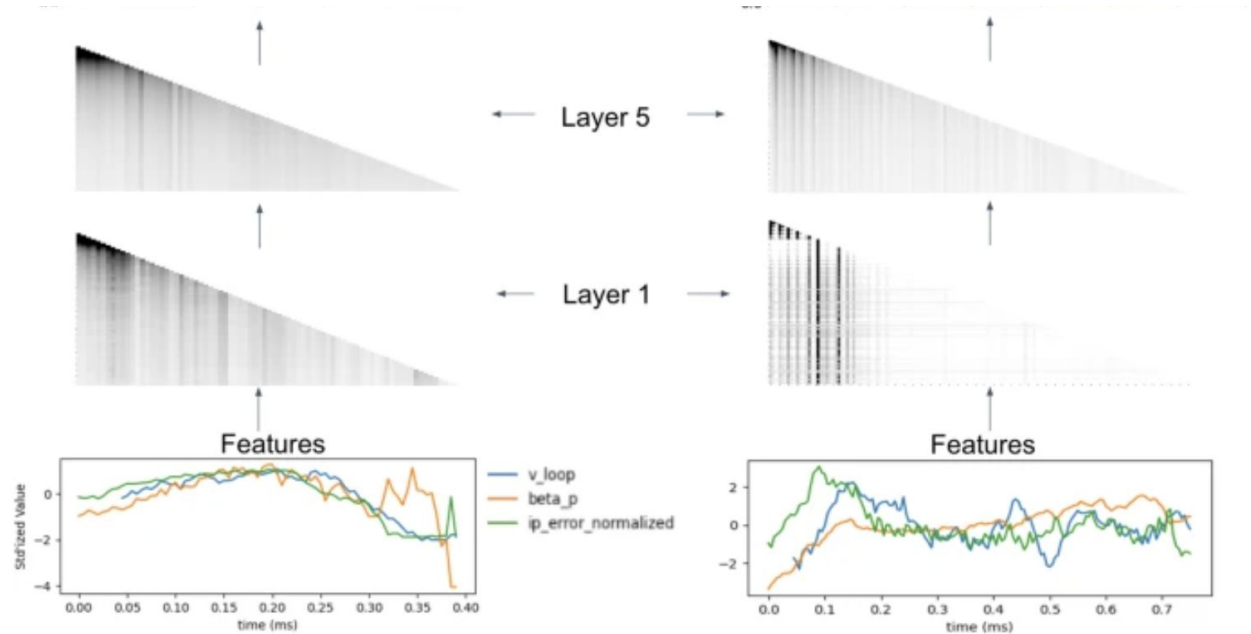 Layer 5
Layer 1
Features
Features
v_loop
beta_p
ip_error_normalized
Std'ized Value
0
−2
−4
0.00 0.05 0.10 0.15 0.20 0.25 0.30 0.35 0.40
time (ms)
2
0
−2
0.0 0.1 0.2 0.3 0.4 0.5 0.6 0.7
time (ms)